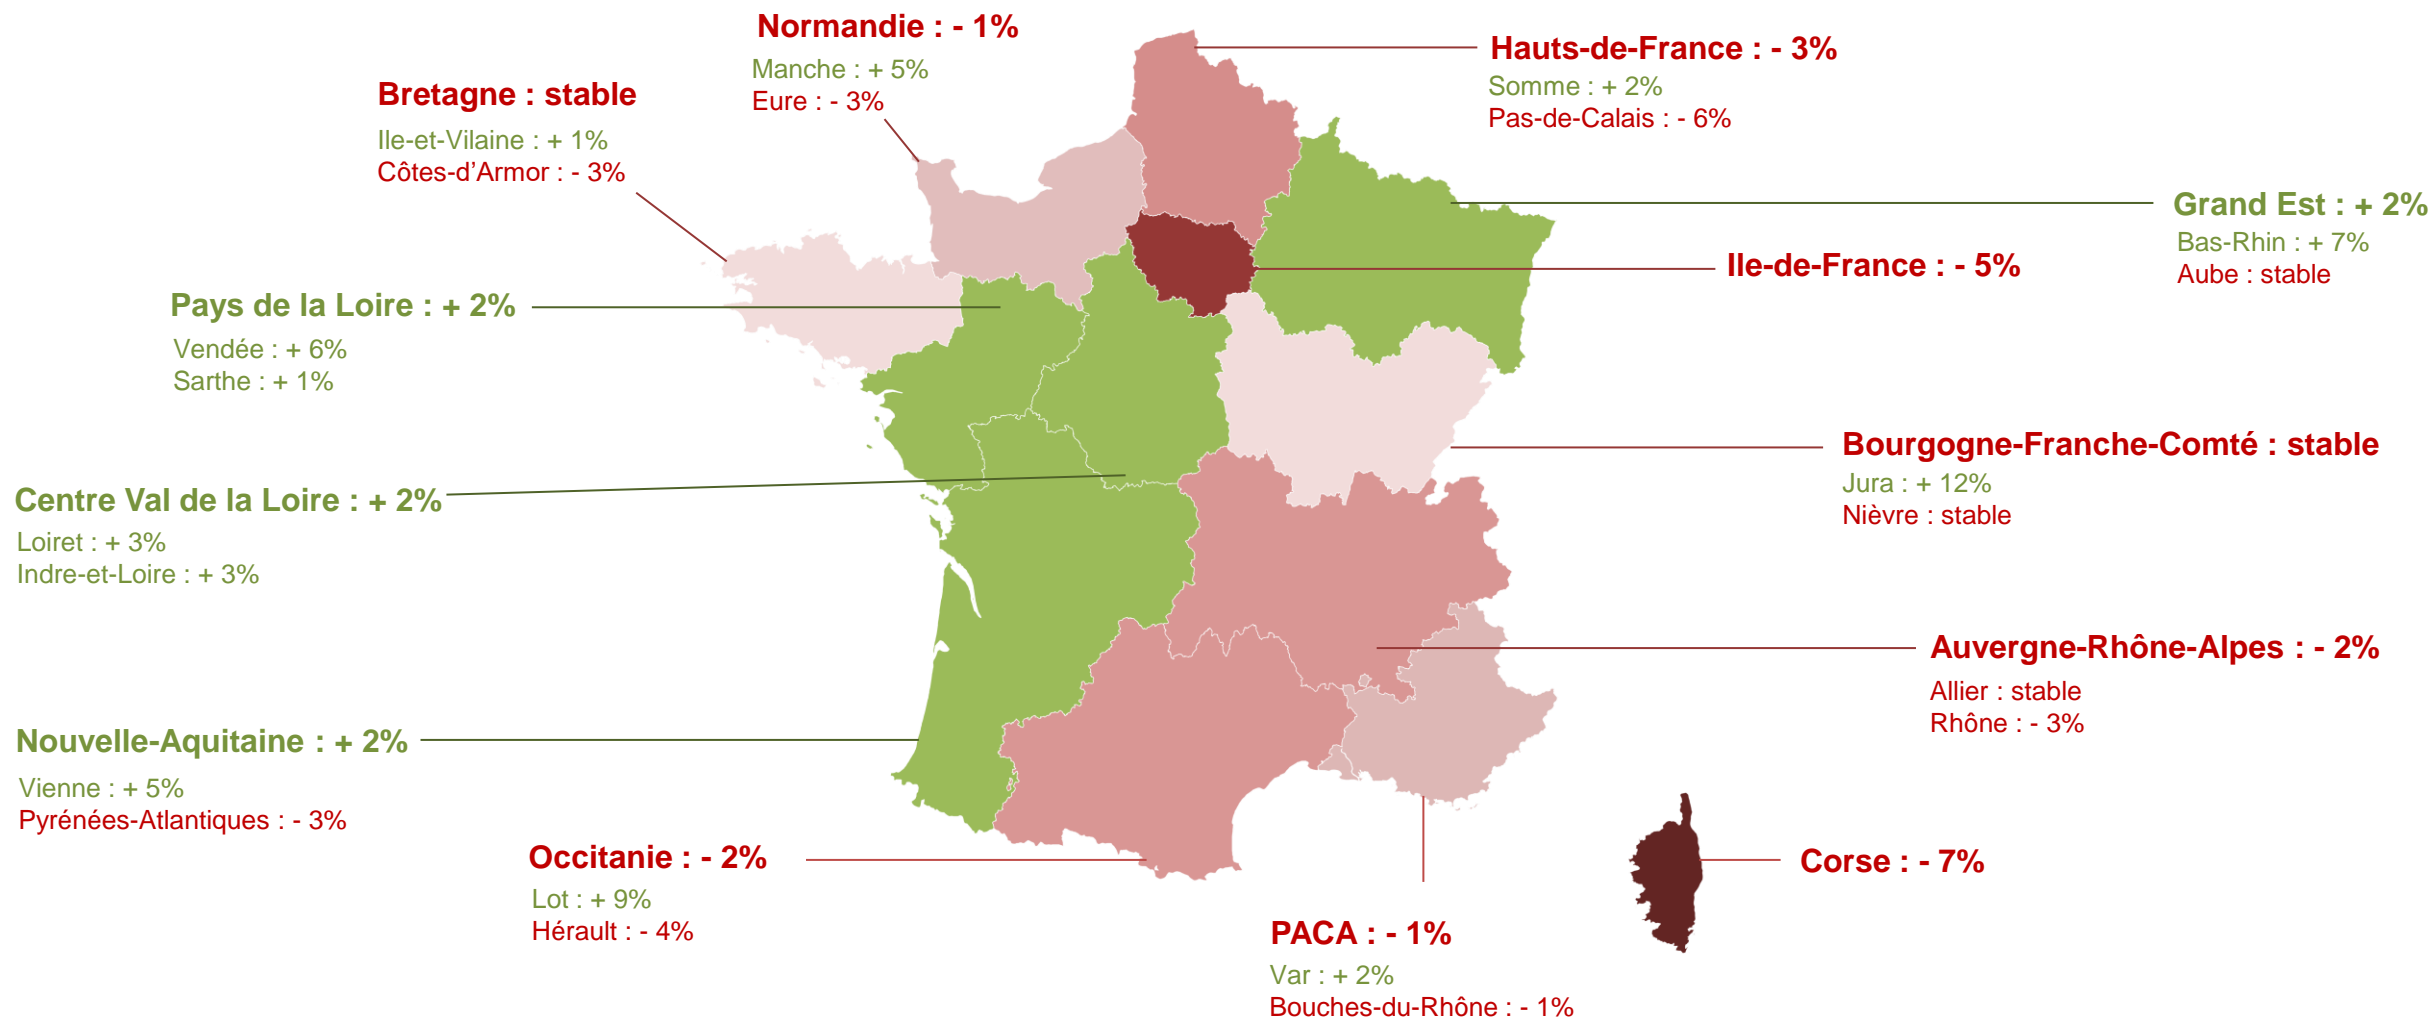 Normandie : - 1%
Manche : + 5%
Eure : - 3%
Hauts-de-France : - 3%
Somme : + 2%
Pas-de-Calais : - 6%
Bretagne : stable
Ile-et-Vilaine : + 1%
Côtes-d’Armor : - 3%
Grand Est : + 2%
Bas-Rhin : + 7%
Aube : stable
Ile-de-France : - 5%
Pays de la Loire : + 2%
Vendée : + 6%
Sarthe : + 1%
Bourgogne-Franche-Comté : stable
Jura : + 12%
Nièvre : stable
Centre Val de la Loire : + 2%
Loiret : + 3%
Indre-et-Loire : + 3%
Auvergne-Rhône-Alpes : - 2%
Allier : stable
Rhône : - 3%
Nouvelle-Aquitaine : + 2%
Vienne : + 5%
Pyrénées-Atlantiques : - 3%
Occitanie : - 2%
Lot : + 9%
Hérault : - 4%
Corse : - 7%
PACA : - 1%
Var : + 2%
Bouches-du-Rhône : - 1%